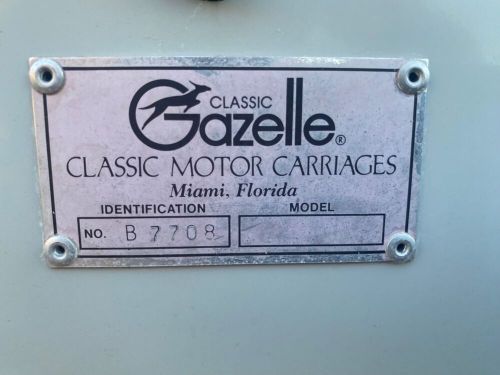 CLASSIC
Gazelle®
CLASSIC MOTOR CARRIAGES
Miami, Florida
IDENTIFICATION MODEL
NO. B 7708